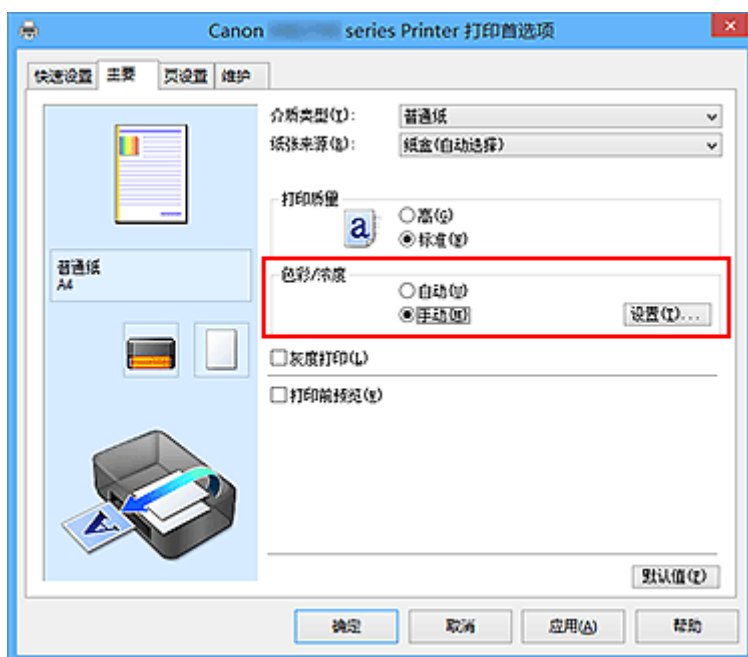 Canon series Printer 打印首选项
快速设置 主要 页设置 维护
介质类型(T): 普通纸
纸张来源(R): 纸盒(自动选择)
打印质量
a
高(G)
标准(Y)
普通纸
A4
色彩/浓度
自动(U)
手动(M)
设置(T)...
灰度打印(L)
打印前预览(E)
A
默认值(F)
确定 取消 应用(A) 帮助